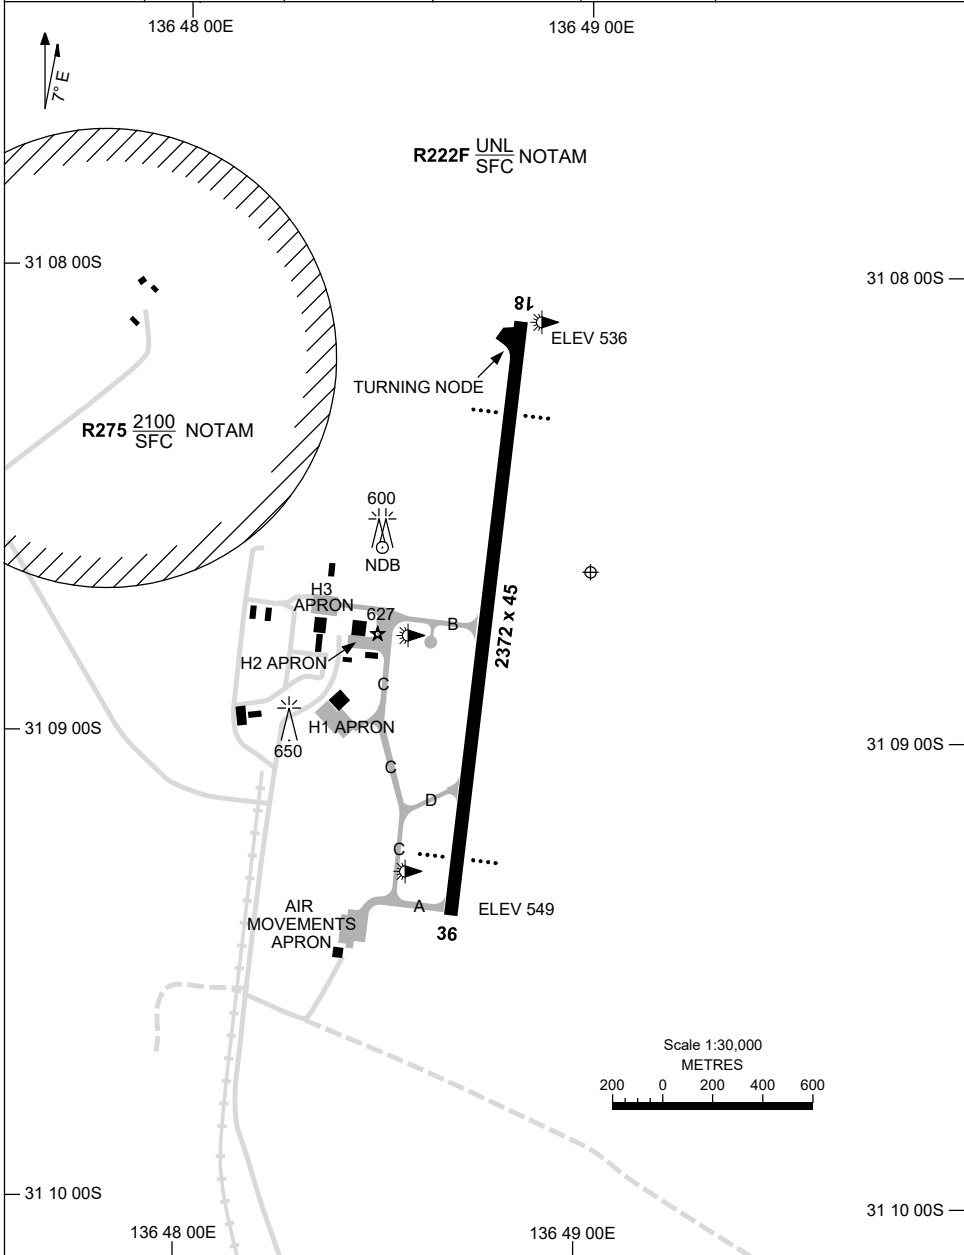 136 48 00E
136 49 00E
7° E
R222F UNL
SFC NOTAM
31 08 00S
31 08 00S
18
ELEV 536
TURNING NODE
R275 2100
SFC NOTAM
600
NDB
H3
APRON
627
B
2372 x 45
H2 APRON
C
H1 APRON
31 09 00S
31 09 00S
650
C
D
C
A
AIR
MOVEMENTS
APRON
ELEV 549
36
Scale 1:30,000
METRES
200 0 200 400 600
31 10 00S
31 10 00S
136 48 00E
136 49 00E